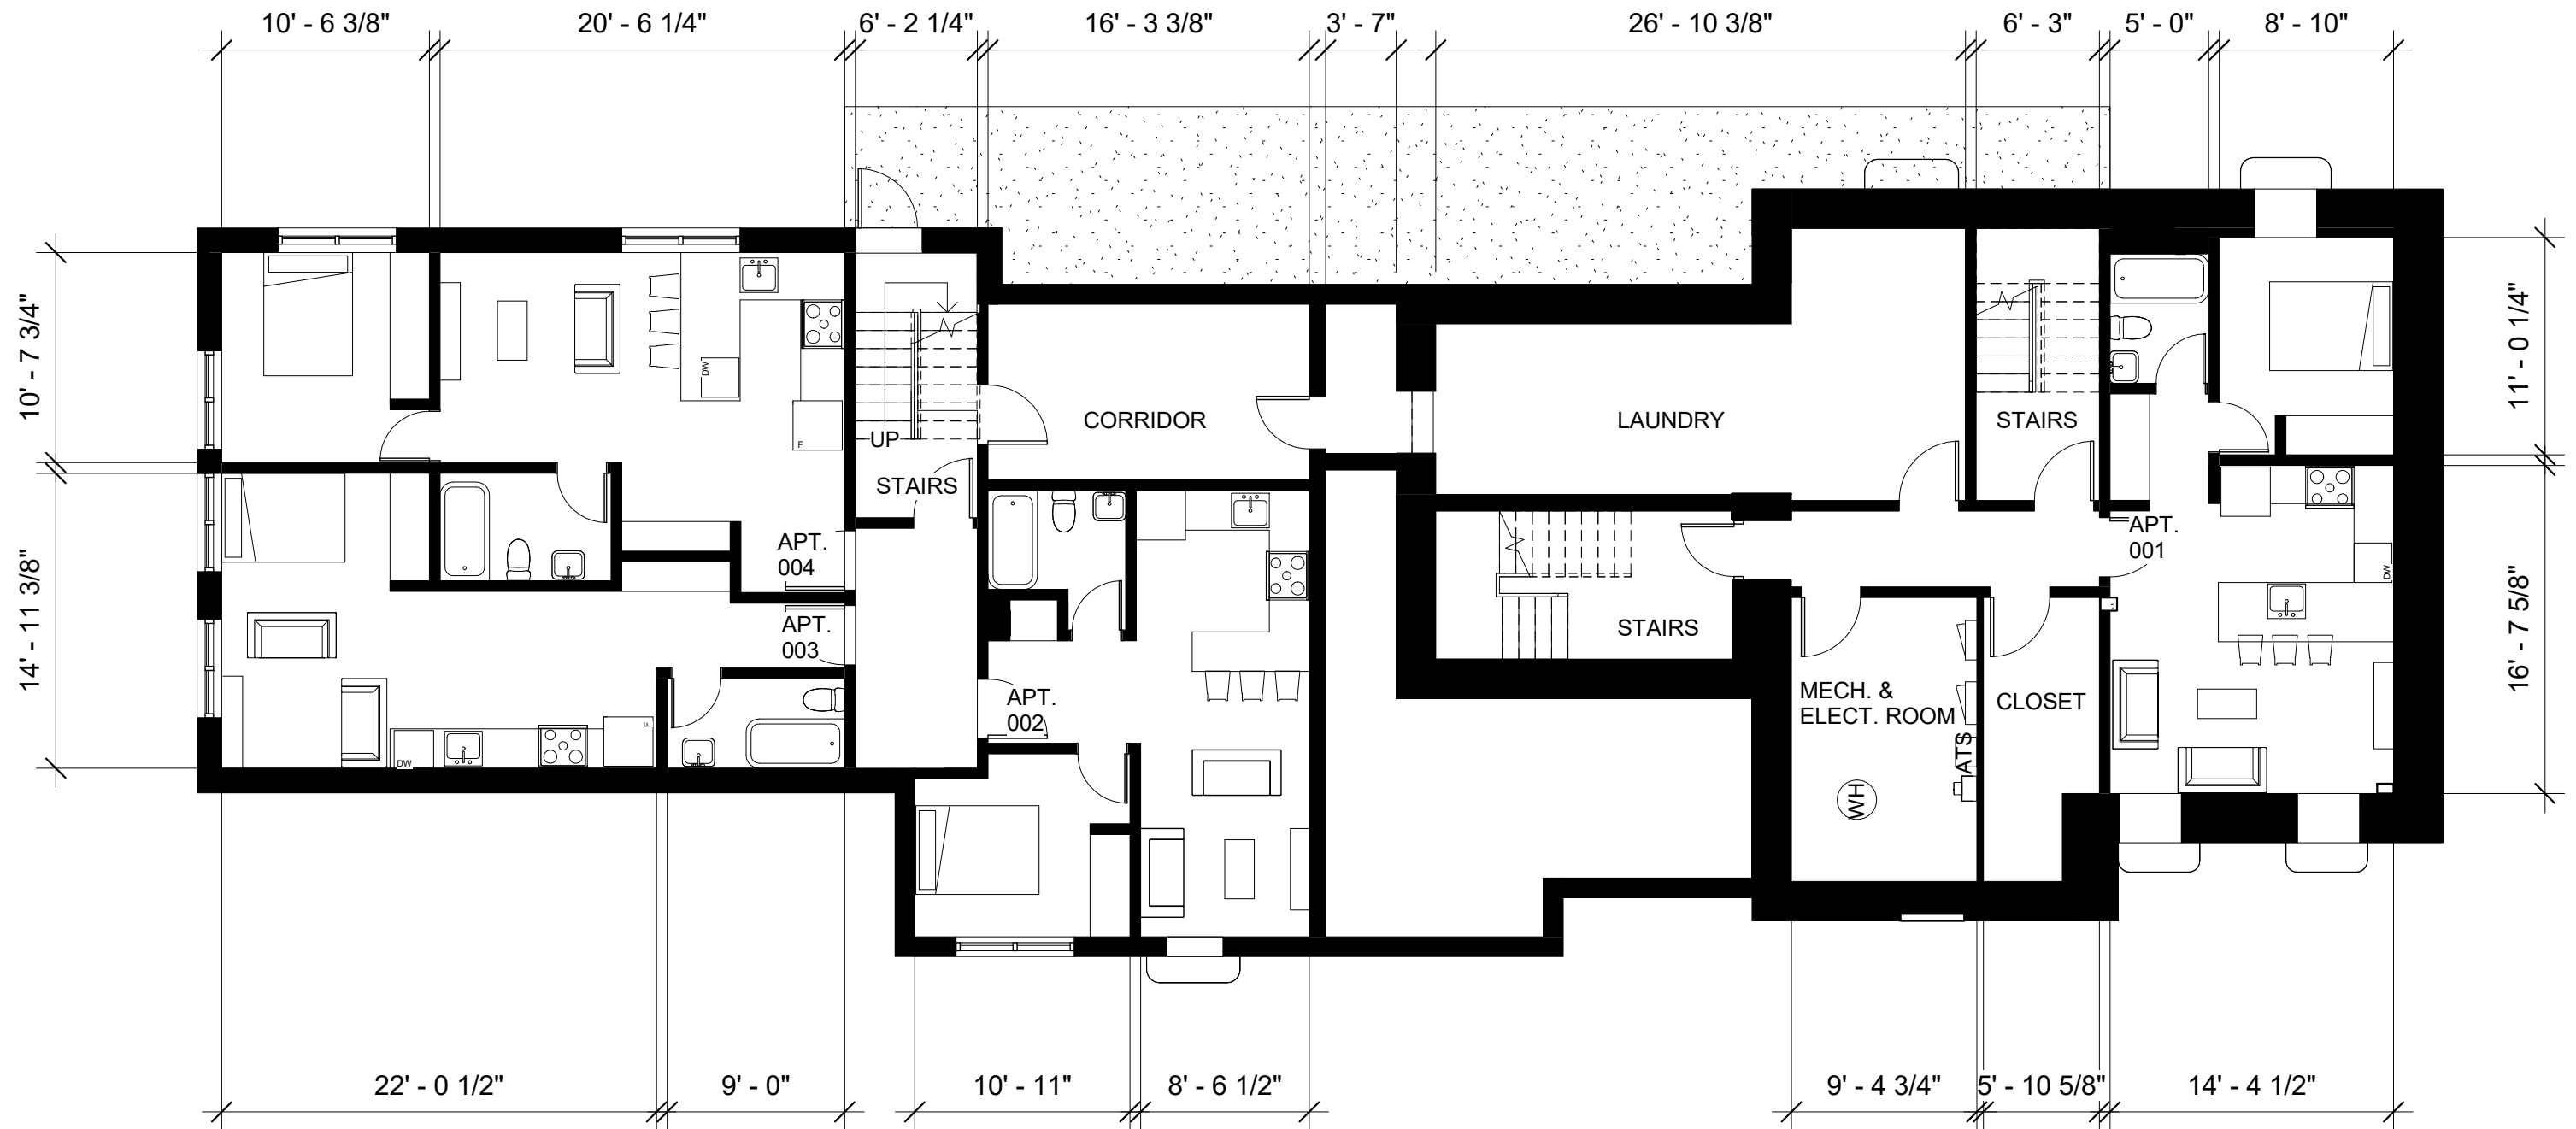 10' - 6 3/8"
20' - 6 1/4"
6' - 2 1/4"
16' - 3 3/8"
3' - 7"
26' - 10 3/8"
6' - 3"
5' - 0"
8' - 10"
10' - 7 3/4"
14' - 11 3/8"
11' - 0 1/4"
16' - 7 5/8"
DW
F
UP
STAIRS
CORRIDOR
LAUNDRY
STAIRS
APT.
004
APT.
003
APT.
002
STAIRS
APT.
001
DW
MECH. &
ELECT. ROOM
ATS
WH
CLOSET
DW
F
22' - 0 1/2"
9' - 0"
10' - 11"
8' - 6 1/2"
9' - 4 3/4"
5' - 10 5/8"
14' - 4 1/2"